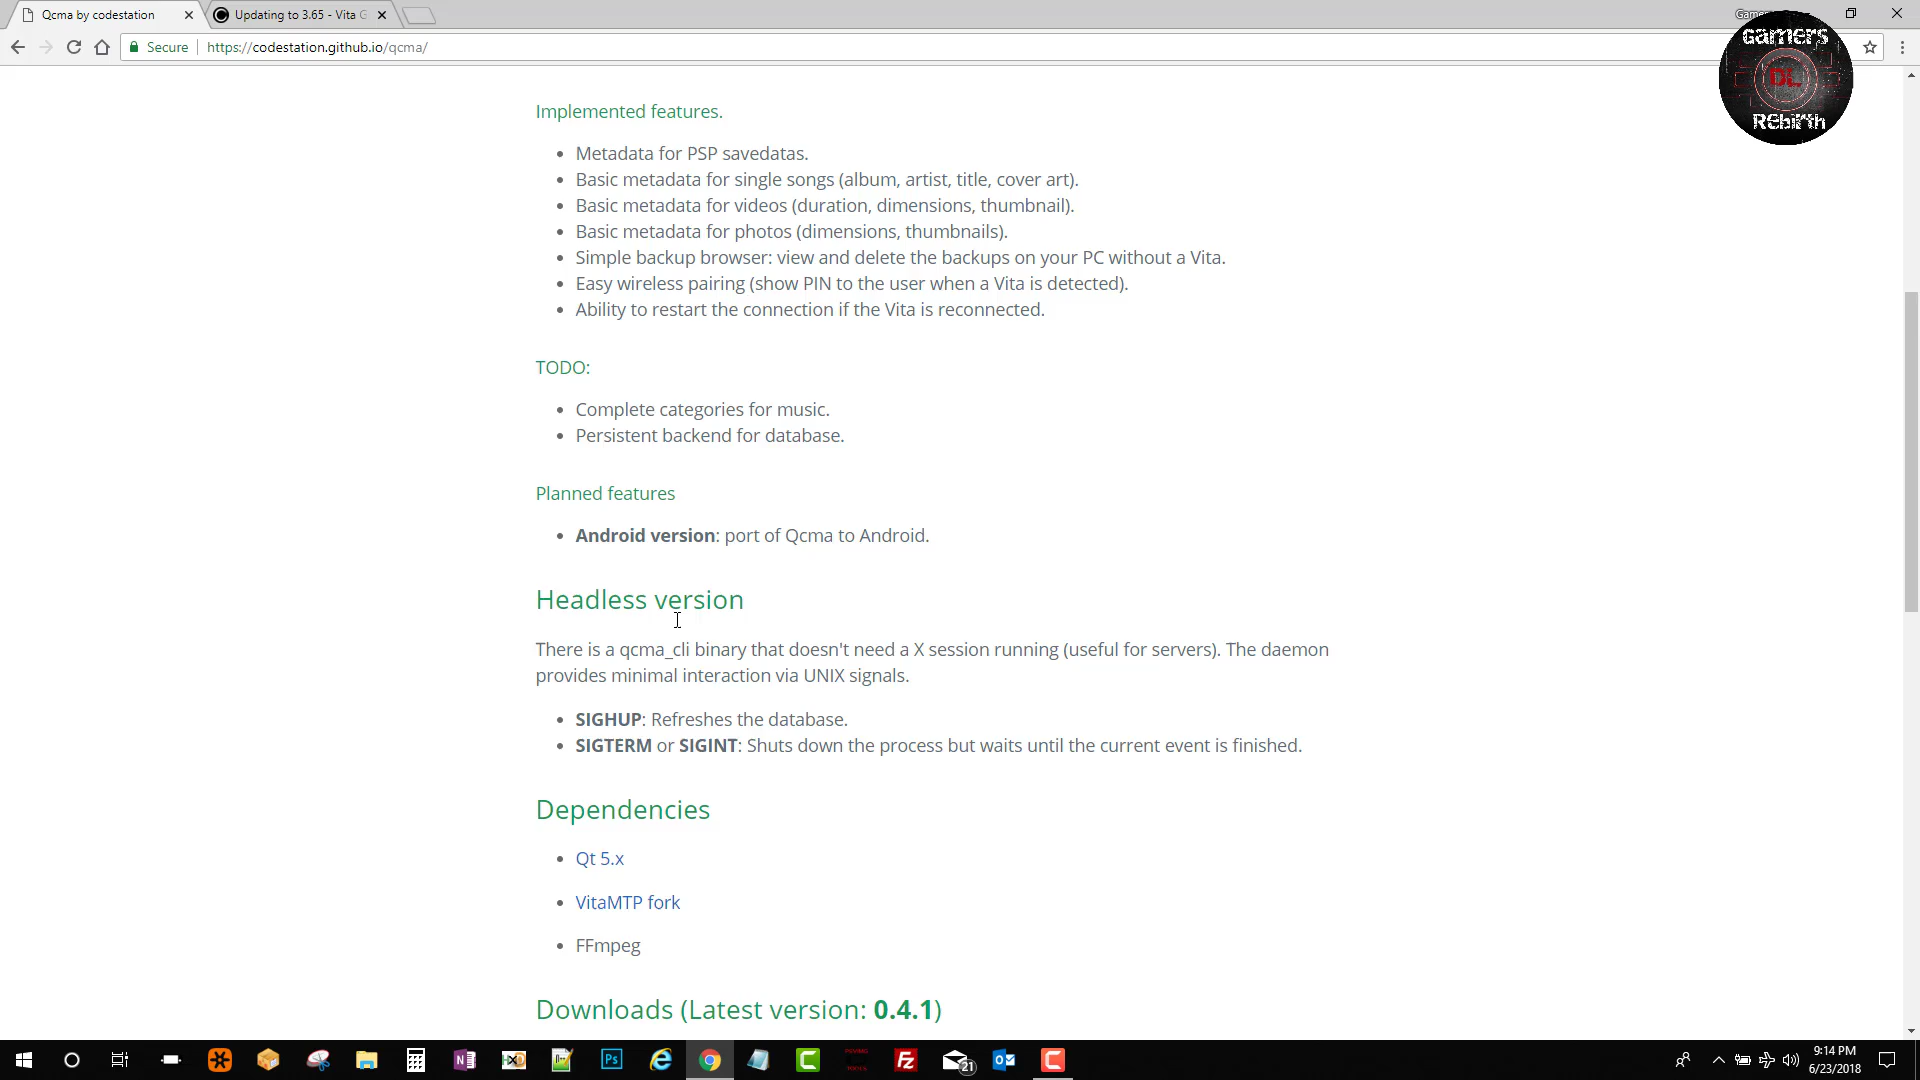 Qcma by codestation
Updating to 3.65 - Vita G
Secure
https://codestation.github.io/qcma/
GAMERS
DL
REbirth
Implemented features.
Metadata for PSP savedatas.
Basic metadata for single songs (album, artist, title, cover art).
Basic metadata for videos (duration, dimensions, thumbnail).
Basic metadata for photos (dimensions, thumbnails).
Simple backup browser: view and delete the backups on your PC without a Vita.
Easy wireless pairing (show PIN to the user when a Vita is detected).
Ability to restart the connection if the Vita is reconnected.
TODO:
Complete categories for music.
Persistent backend for database.
Planned features
Android version: port of Qcma to Android.
Headless version
There is a qcma_cli binary that doesn't need a X session running (useful for servers). The daemon
provides minimal interaction via UNIX signals.
SIGHUP: Refreshes the database.
SIGTERM or SIGINT: Shuts down the process but waits until the current event is finished.
Dependencies
Qt 5.x
VitaMTP fork
FFmpeg
Downloads (Latest version: 0.4.1)
21
9:14 PM
6/23/2018